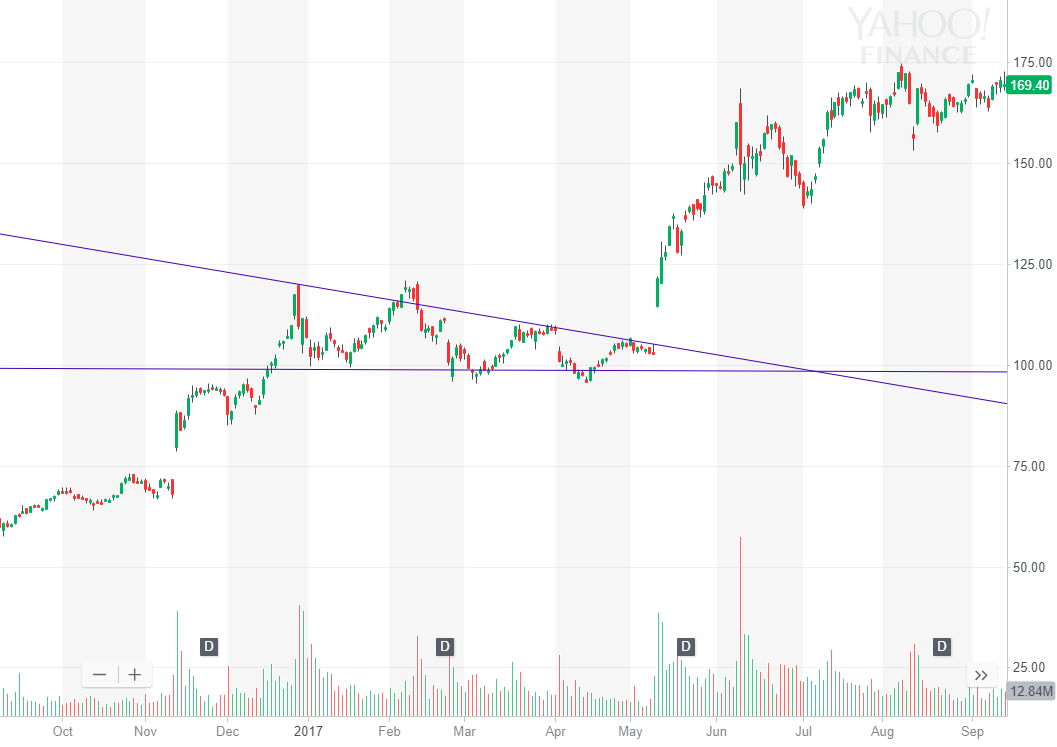 YAHOO!
FINANCE
175.00
169.40
150.00
125.00
100.00
75.00
50.00
D D D D
25.00
12.84M
Oct Nov Dec 2017 Feb Mar Apr May Jun Jul Aug Sep